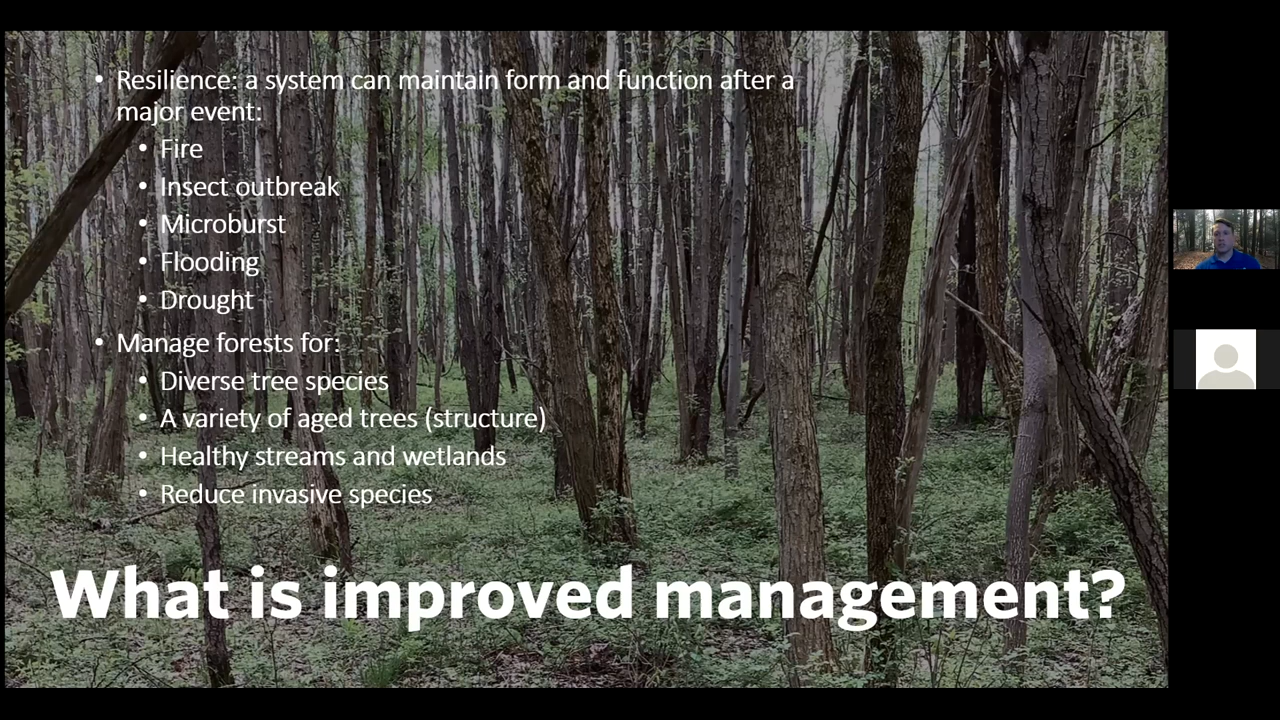 • Resilience: a system can maintain form and function after a
major event:
• Fire
• Insect outbreak
• Microburst
• Flooding
• Drought
• Manage forests for:
• Diverse tree species
• A variety of aged trees (structure)
• Healthy streams and wetlands
• Reduce invasive species
What is improved management?